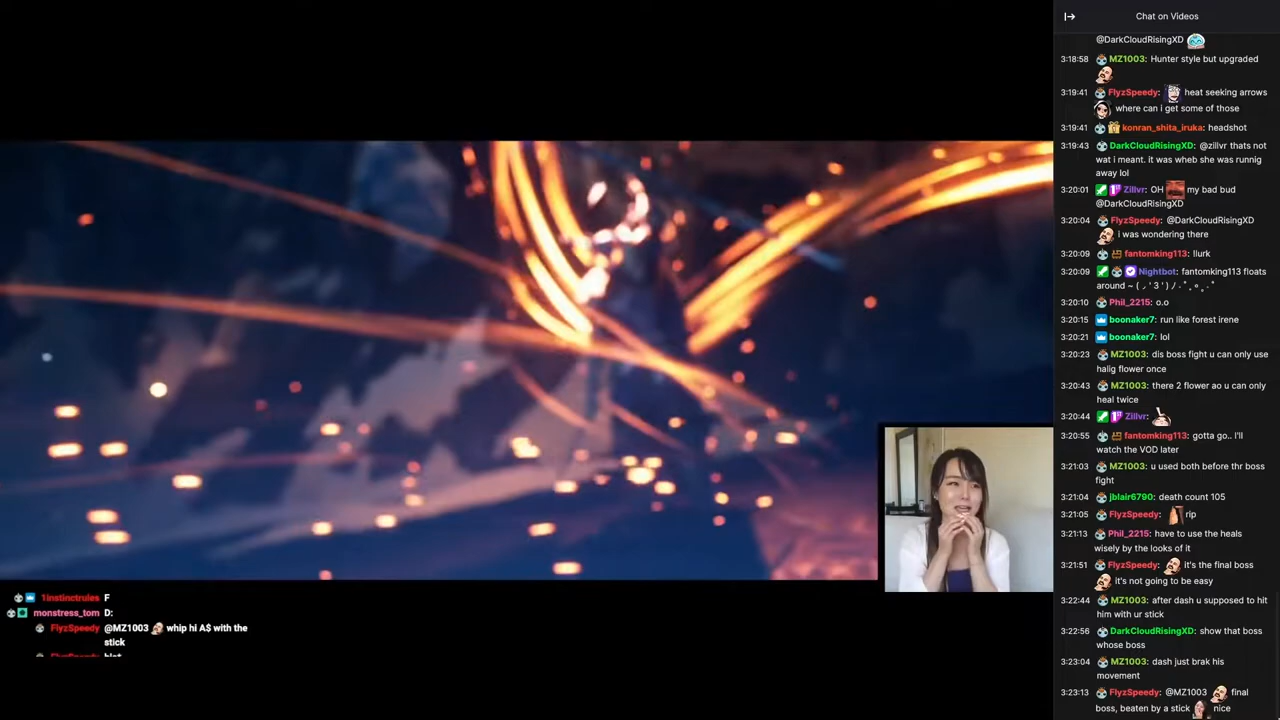 Chat on Videos
@DarkCloudRisingXD
3:18:58 MZ1003: Hunter style but upgraded
3:19:41 FlyzSpeedy: heat seeking arrows
where can i get some of those
3:19:41 konran_shita_iruka: headshot
3:19:43 DarkCloudRisingXD: @zillvr thats not
wat i meant. it was wheb she was runnig
away lol
3:20:01 Zillvr: OH my bad bud
@DarkCloudRisingXD
3:20:04 FlyzSpeedy: @DarkCloudRisingXD
i was wondering there
3:20:09 fantomking113: !lurk
3:20:09 Nightbot: fantomking113 floats
around ~ ( ◞ ' 3 ') ﾉ
3:20:10 Phil_2215: o.o
3:20:15 boonaker7: run like forest irene
3:20:21 boonaker7: lol
3:20:23 MZ1003: dis boss fight u can only use
halig flower once
3:20:43 MZ1003: there 2 flower ao u can only
heal twice
3:20:44 Zillvr:
3:20:55 fantomking113: gotta go.. I'll
watch the VOD later
3:21:03 MZ1003: u used both before thr boss
fight
3:21:04 jblair6790: death count 105
3:21:05 FlyzSpeedy: rip
3:21:13 Phil_2215: have to use the heals
wisely by the looks of it
3:21:51 FlyzSpeedy: it's the final boss
it's not going to be easy
3:22:44 MZ1003: after dash u supposed to hit
him with ur stick
3:22:56 DarkCloudRisingXD: show that boss
whose boss
3:23:04 MZ1003: dash just brak his
movement
3:23:13 FlyzSpeedy: @MZ1003 final
boss, beaten by a stick nice
1instinctrules F
monstress_tom D:
FlyzSpeedy @MZ1003 whip hi A$ with the
stick